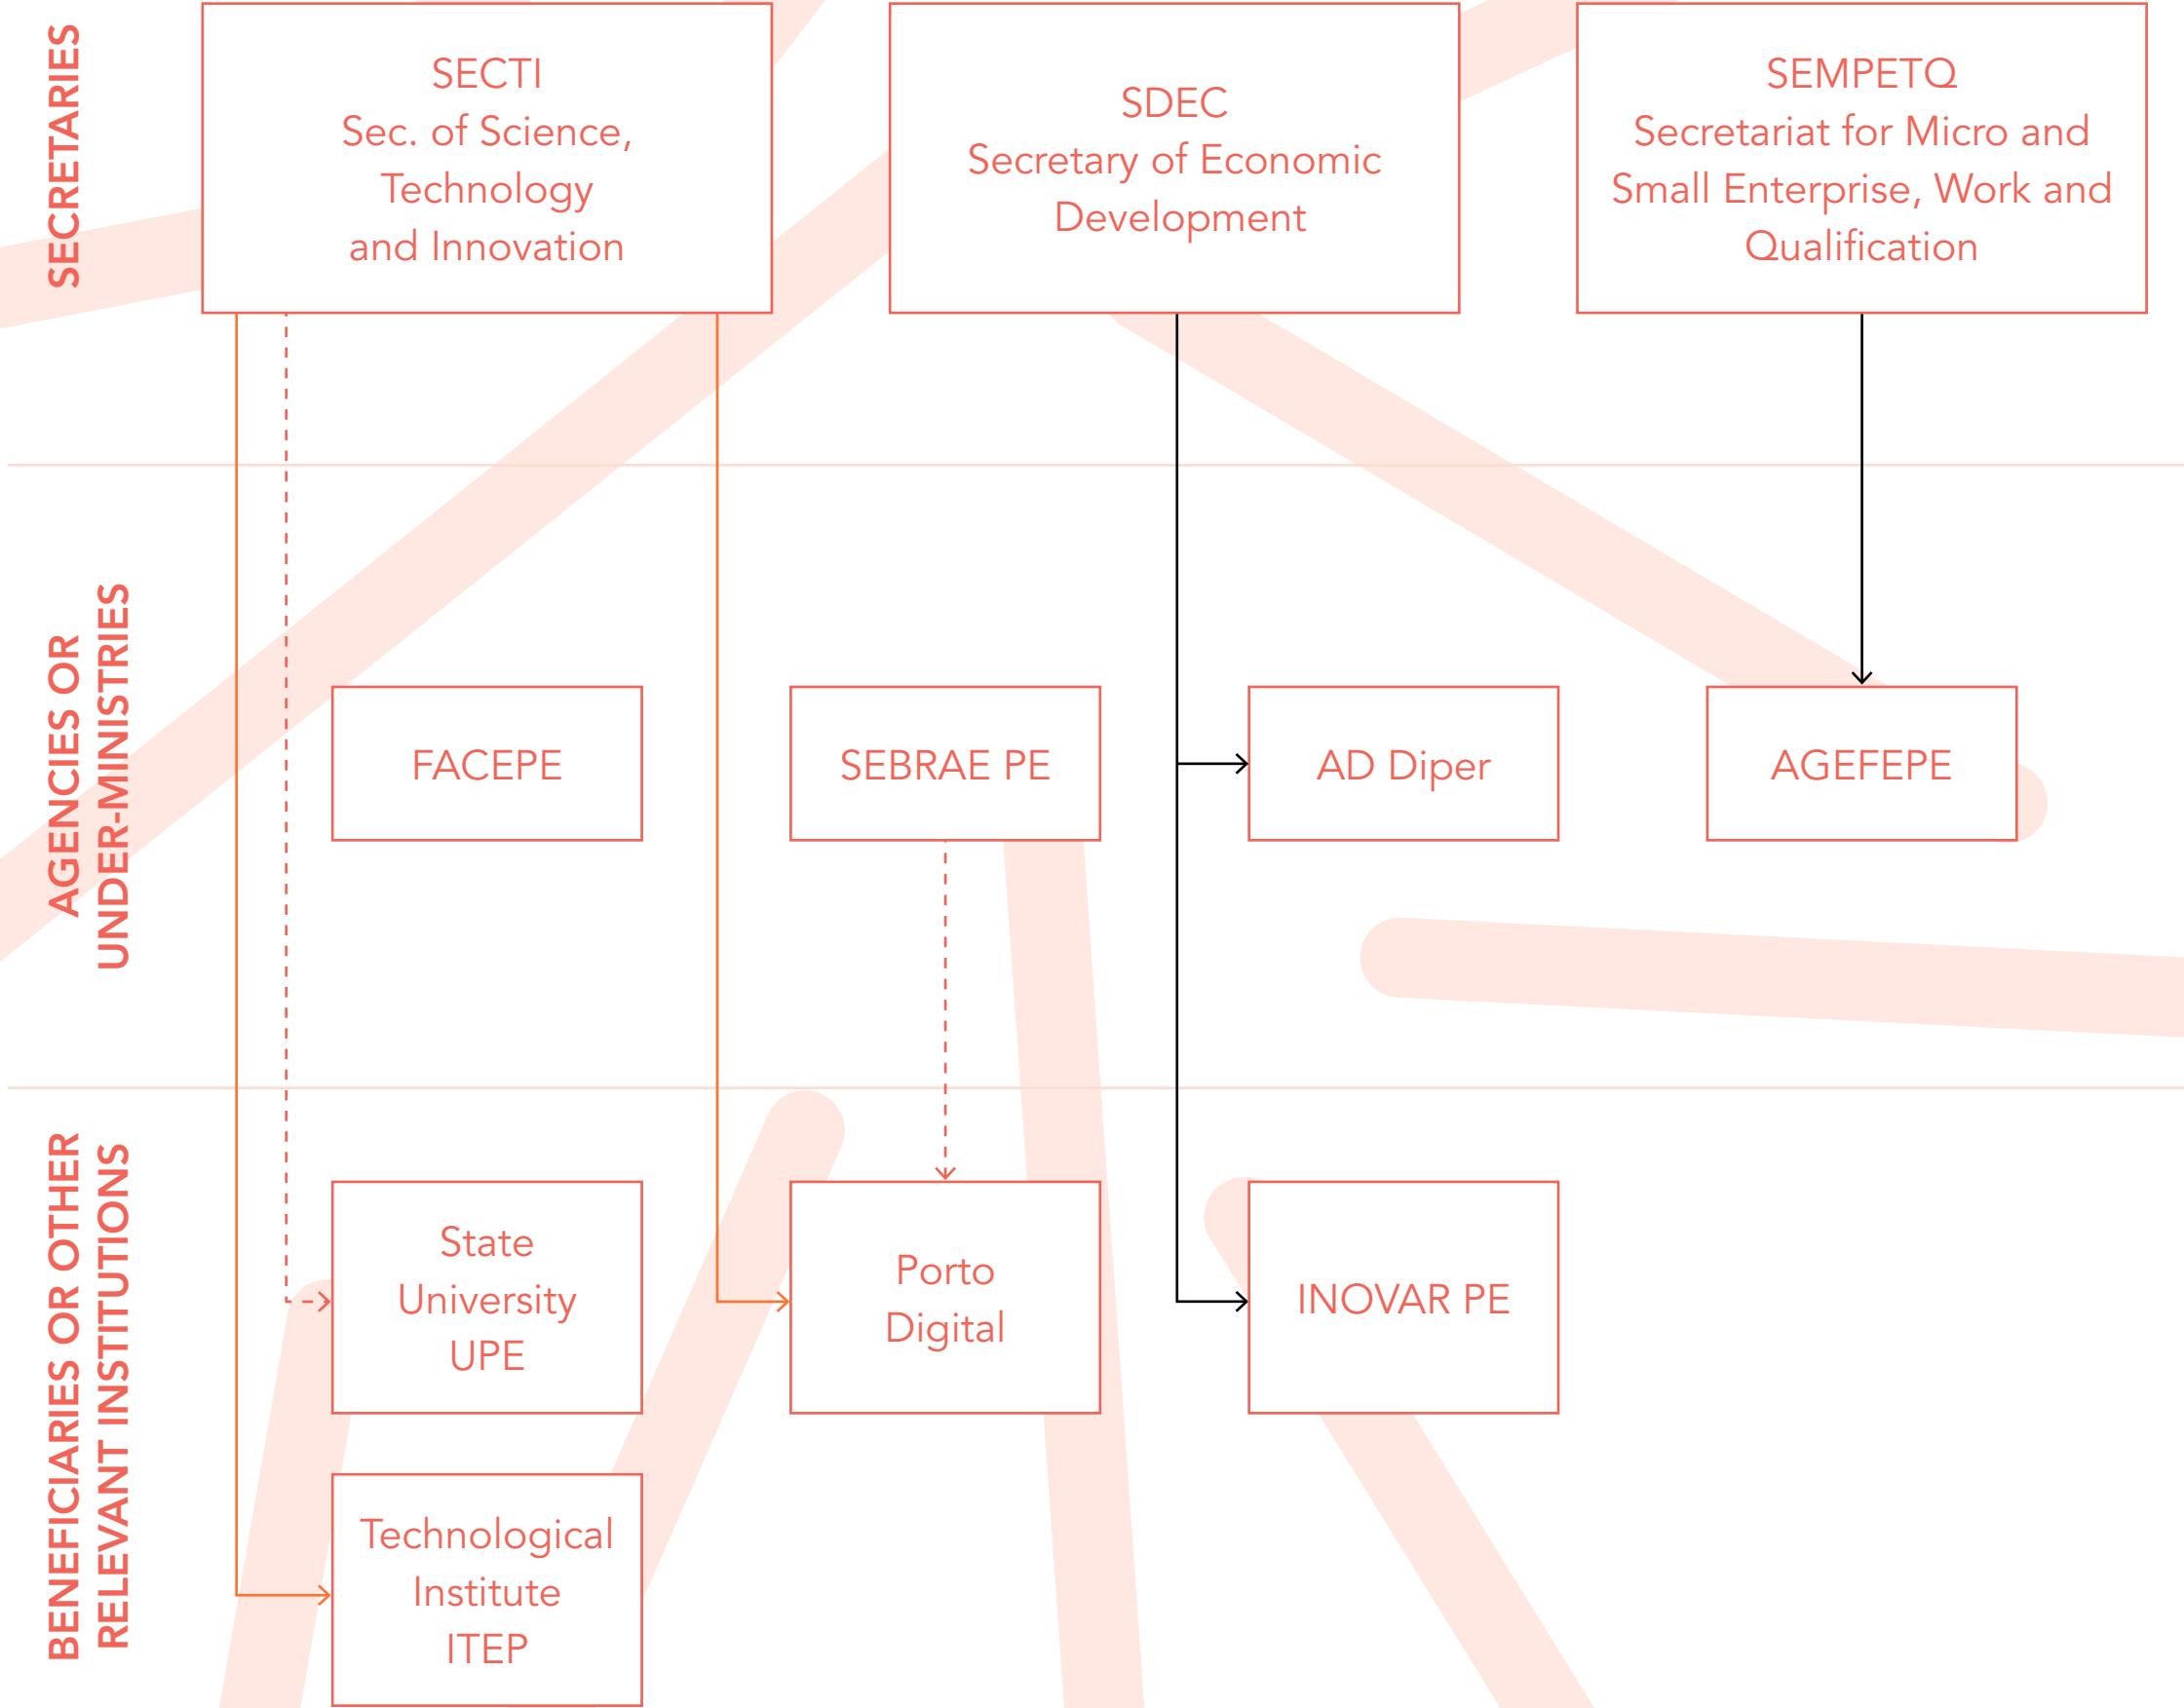 SECRETARIES
SECTI
Sec. of Science,
Technology
and Innovation
SDEC
Secretary of Economic
Development
SEMPETQ
Secretariat for Micro and
Small Enterprise, Work and
Qualification
AGENCIES OR
UNDER-MINISTRIES
FACEPE
SEBRAE PE
AD Diper
AGEFEPE
BENEFICIARIES OR OTHER
RELEVANT INSTITUTIONS
State
University
UPE
Porto
Digital
INOVAR PE
Technological
Institute
ITEP